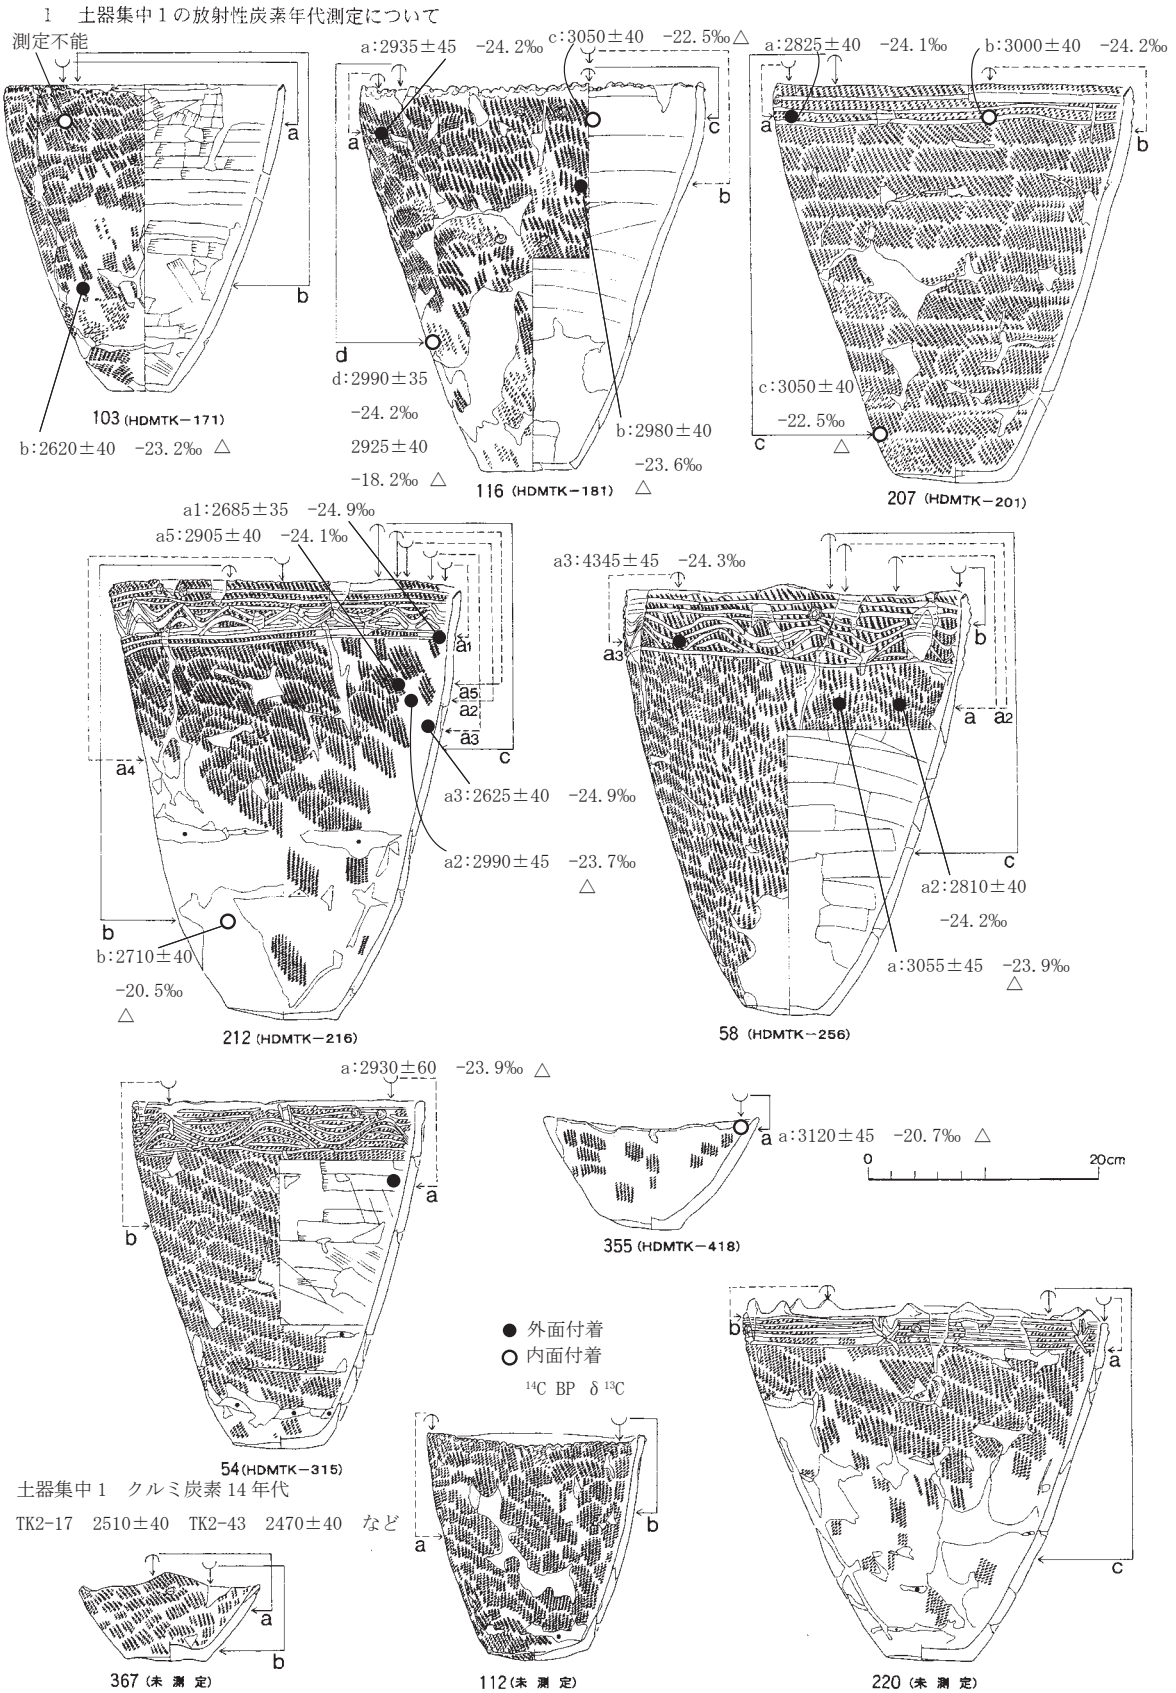 1　土器集中１の放射性炭素年代測定について
測定不能
a
b
103 (HDMTK-171)
b:2620±40　-23.2‰ △
a:2935±45　-24.2‰
c:3050±40　-22.5‰ △
a
c
b
d
d:2990±35
-24.2‰
2925±40
-18.2‰ △
b:2980±40
-23.6‰
△
116 (HDMTK-181)
a:2825±40　-24.1‰
b:3000±40　-24.2‰
a
b
c:3050±40
-22.5‰
△
c
207 (HDMTK-201)
a1:2685±35　-24.9‰
a5:2905±40　-24.1‰
a1
a5
a2
a3
c
a4
a3:2625±40　-24.9‰
a2:2990±45　-23.7‰
△
b
b:2710±40
-20.5‰
△
212 (HDMTK-216)
a3:4345±45　-24.3‰
b
a3
a a2
c
a2:2810±40
-24.2‰
a:3055±45　-23.9‰
△
58 (HDMTK-256)
a:2930±60　-23.9‰ △
a
b
54 (HDMTK-315)
a
a:3120±45　-20.7‰ △
355 (HDMTK-418)
0　20cm
● 外面付着
○ 内面付着
¹⁴C BP　δ ¹³C
土器集中１　クルミ炭素 14 年代
TK2-17　2510±40　TK2-43　2470±40　など
a
b
367 (未 測 定)
a
b
112 (未 測 定)
b
a
c
220 (未 測 定)